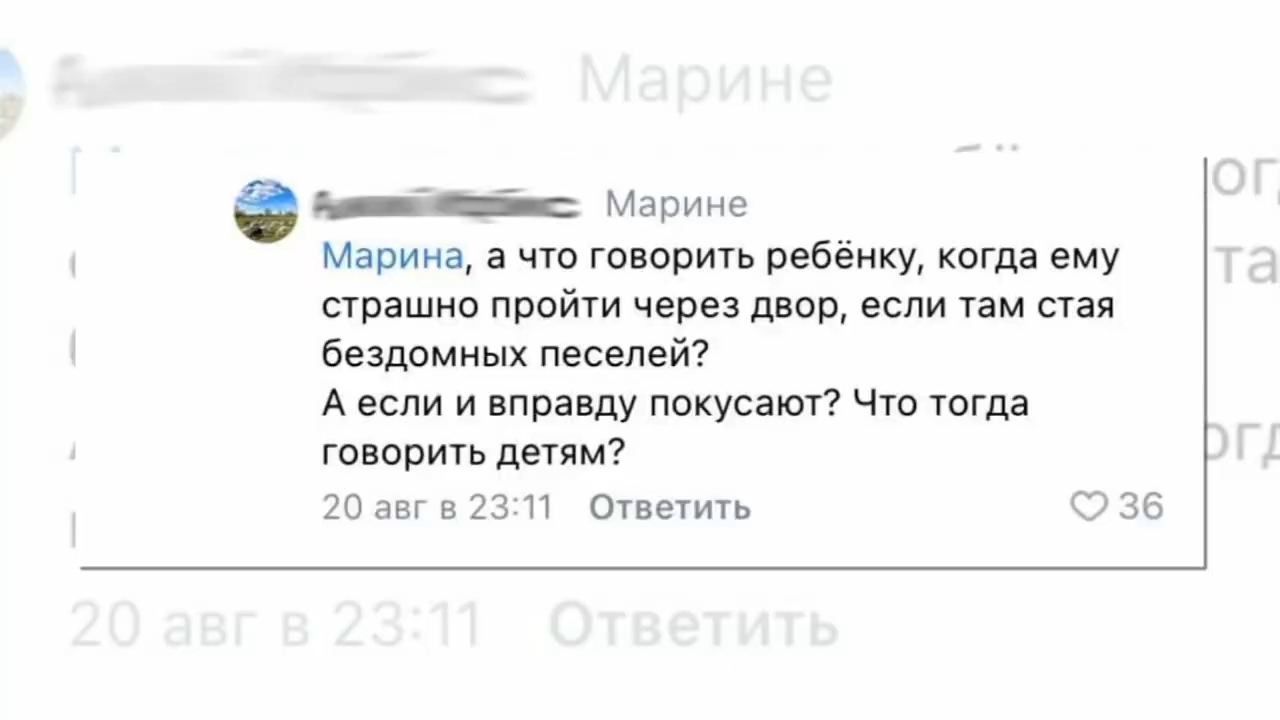 Марине
Марине
Марина, а что говорить ребёнку, когда ему
страшно пройти через двор, если там стая
бездомных песелей?
А если и вправду покусают? Что тогда
говорить детям?
20 авг в 23:11 Ответить 36
20 авг в 23:11 Ответить